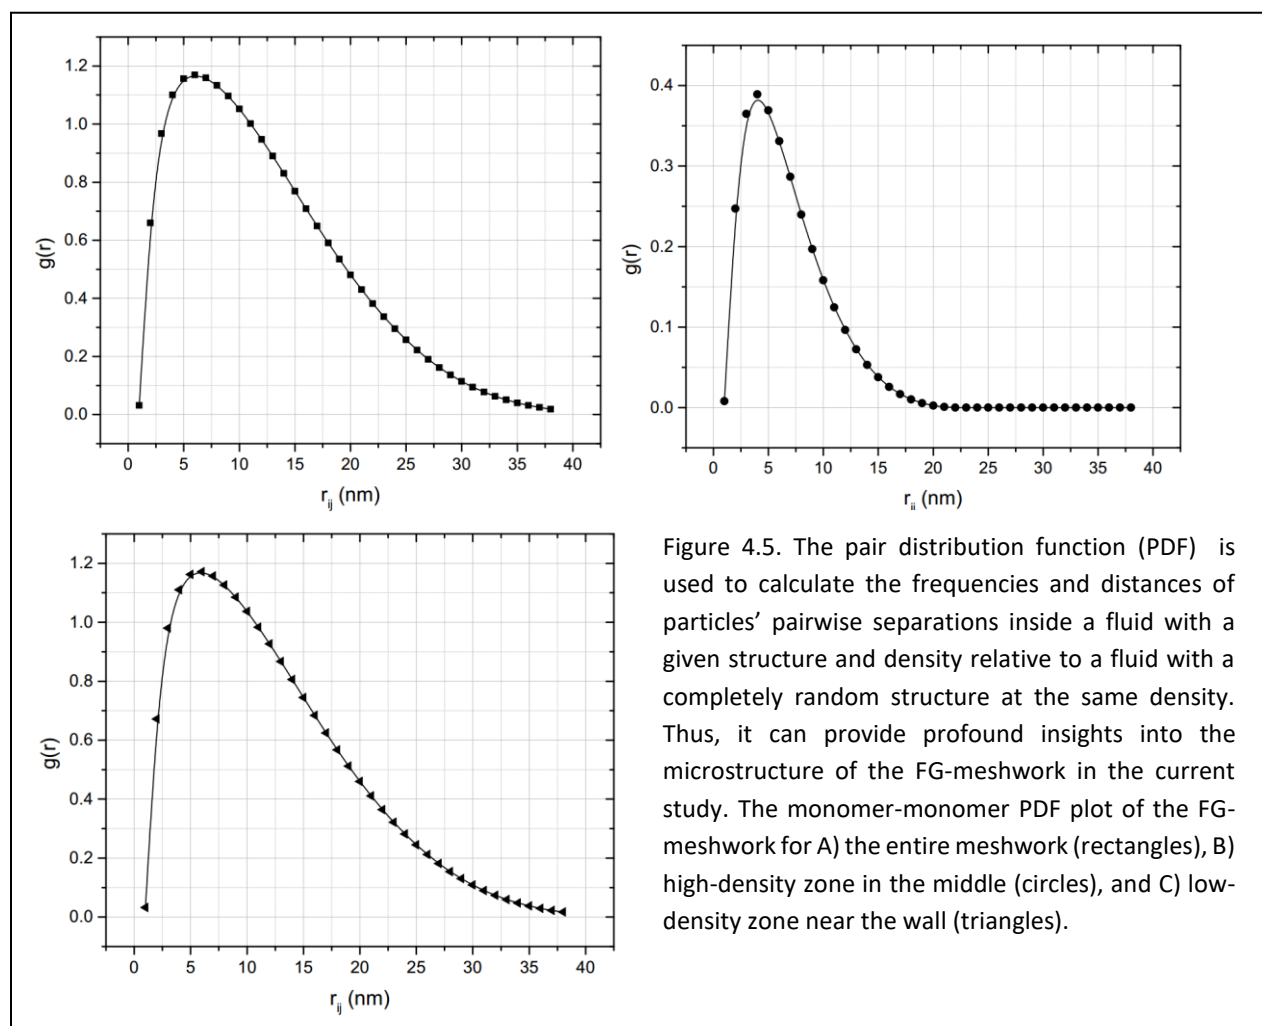 1.2
1.0
0.8
0.6
0.4
0.2
0.0
g(r)
0 5 10 15 20 25 30 35 40
r_ij (nm)
0.4
0.3
0.2
0.1
0.0
g(r)
0 5 10 15 20 25 30 35 40
r_ii (nm)
1.2
1.0
0.8
0.6
0.4
0.2
0.0
g(r)
0 5 10 15 20 25 30 35 40
r_ij (nm)
Figure 4.5. The pair distribution function (PDF) is
used to calculate the frequencies and distances of
particles’ pairwise separations inside a fluid with a
given structure and density relative to a fluid with a
completely random structure at the same density.
Thus, it can provide profound insights into the
microstructure of the FG-meshwork in the current
study. The monomer-monomer PDF plot of the FG-
meshwork for A) the entire meshwork (rectangles), B)
high-density zone in the middle (circles), and C) low-
density zone near the wall (triangles).